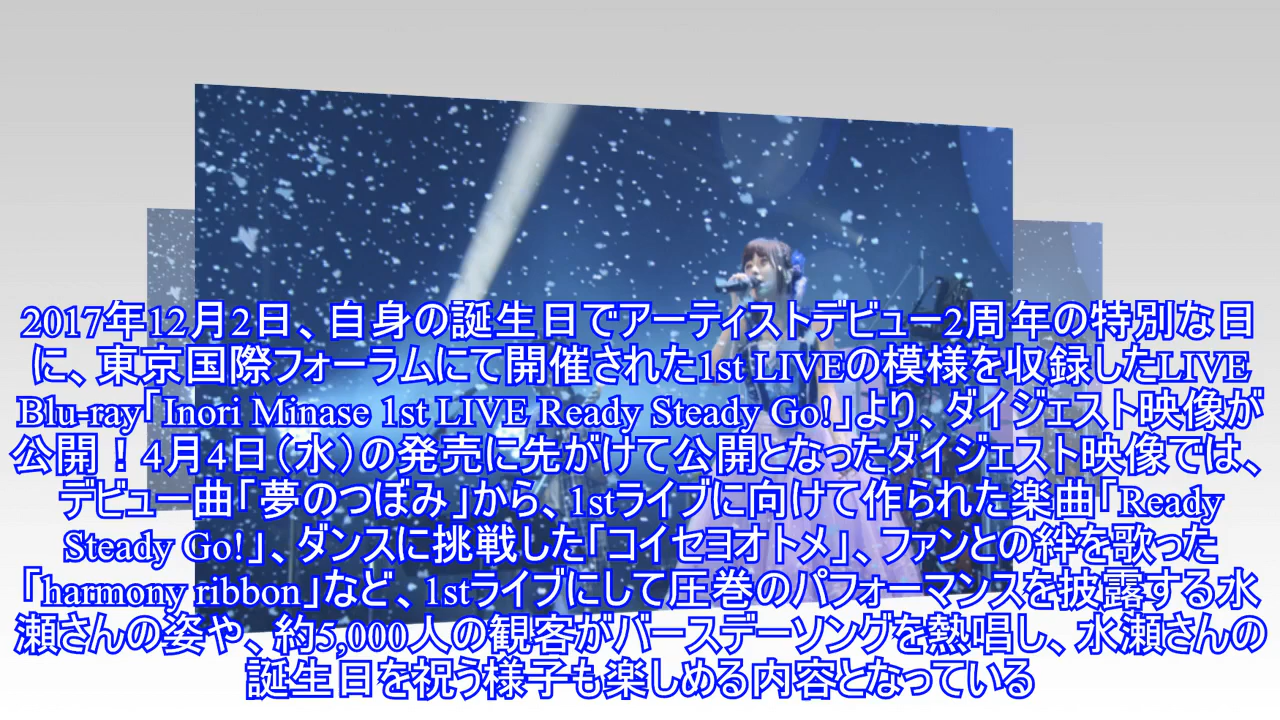 2017年12月2日、自身の誕生日でアーティストデビュー2周年の特別な日
に、東京国際フォーラムにて開催された1st LIVEの模様を収録したLIVE
Blu-ray「Inori Minase 1st LIVE Ready Steady Go!」より、ダイジェスト映像が
公開！4月4日（水）の発売に先がけて公開となったダイジェスト映像では、
デビュー曲「夢のつぼみ」から、1stライブに向けて作られた楽曲「Ready
Steady Go!」、ダンスに挑戦した「コイセヨオトメ」、ファンとの絆を歌った
「harmony ribbon」など、1stライブにして圧巻のパフォーマンスを披露する水
瀬さんの姿や、約5,000人の観客がバースデーソングを熱唱し、水瀬さんの
誕生日を祝う様子も楽しめる内容となっている